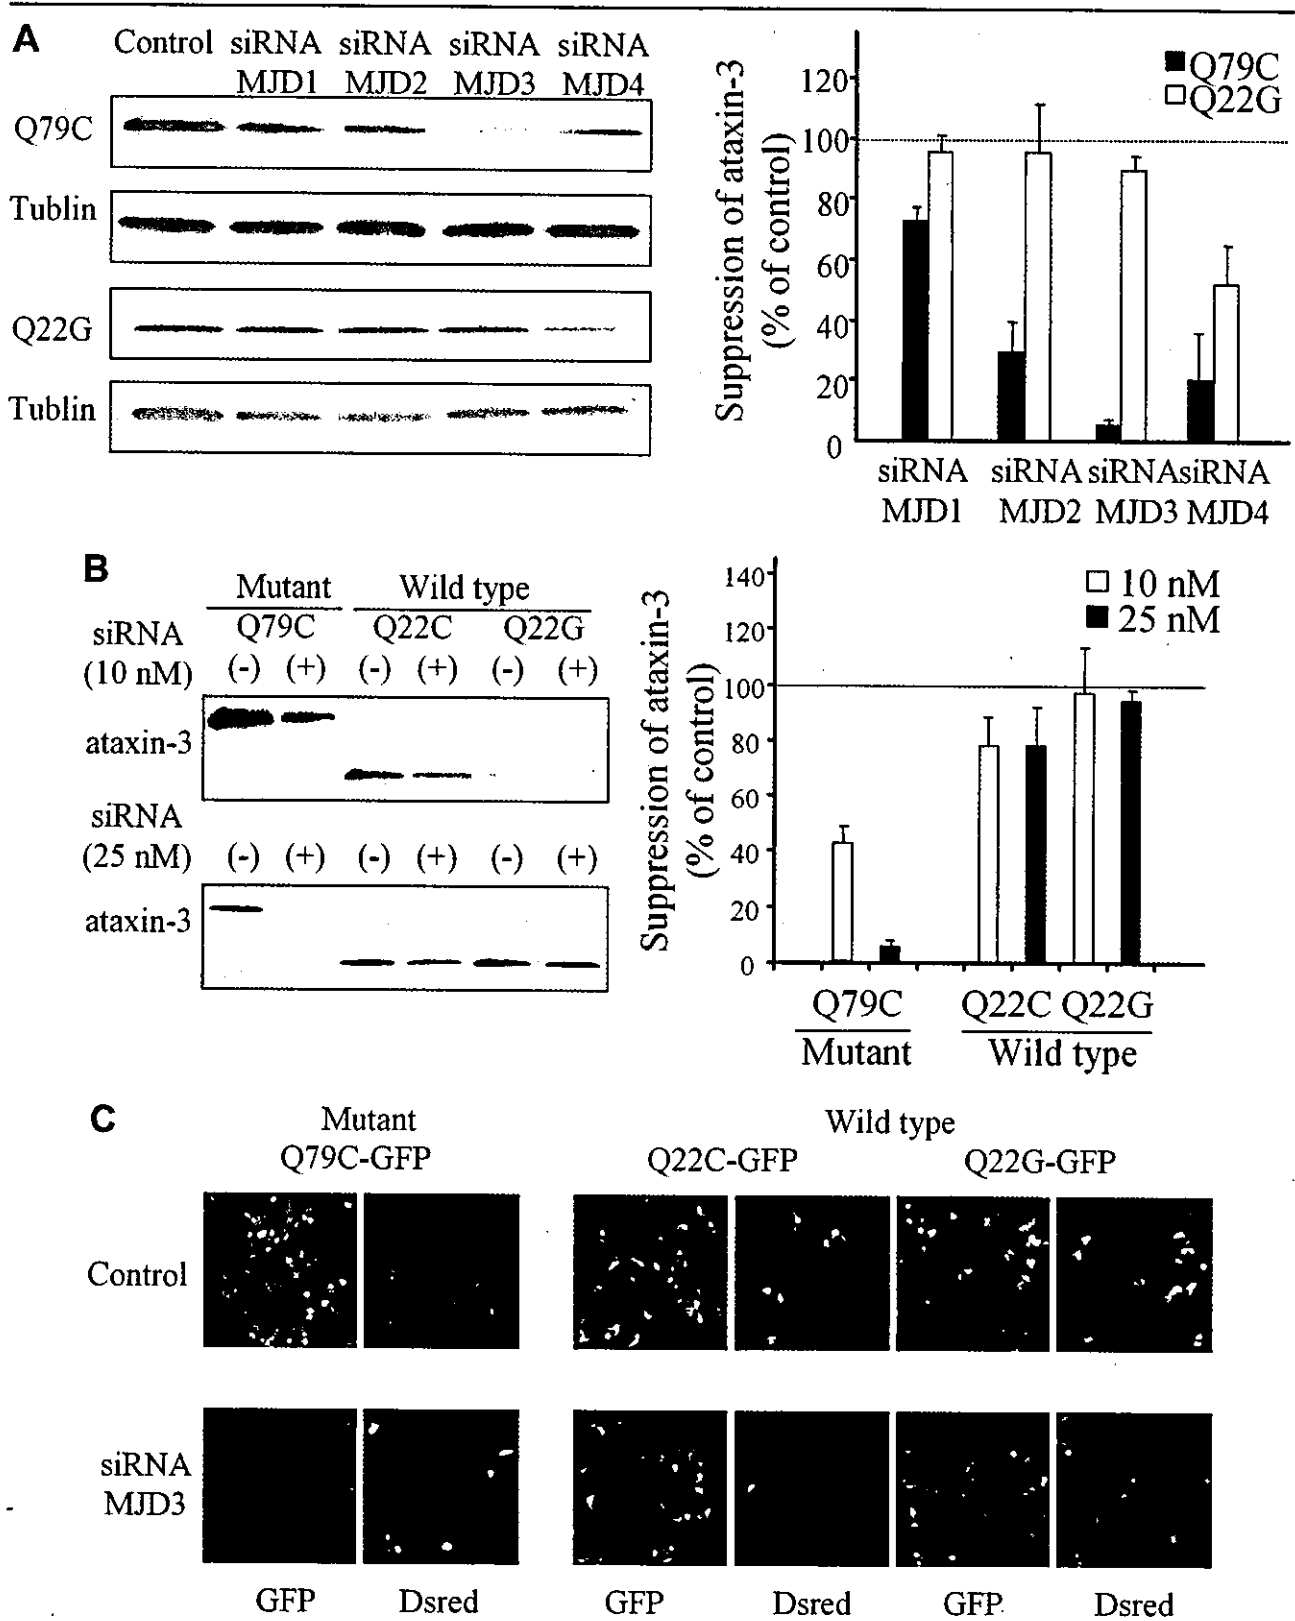 A
Control siRNA siRNA siRNA siRNA
MJD1 MJD2 MJD3 MJD4
Q79C
Tublin
Q22G
Tublin
Suppression of ataxin-3
(% of control)
120
100
80
60
40
20
0
Q79C
Q22G
siRNA siRNA siRNA siRNA
MJD1 MJD2 MJD3 MJD4
B
Mutant Wild type
siRNA Q79C Q22C Q22G
(10 nM) (-) (+) (-) (+) (-) (+)
ataxin-3
siRNA
(25 nM) (-) (+) (-) (+) (-) (+)
ataxin-3
Suppression of ataxin-3
(% of control)
140
120
100
80
60
40
20
0
10 nM
25 nM
Q79C Q22C Q22G
Mutant Wild type
C
Mutant Wild type
Q79C-GFP Q22C-GFP Q22G-GFP
Control
siRNA
MJD3
GFP Dsred GFP Dsred GFP Dsred